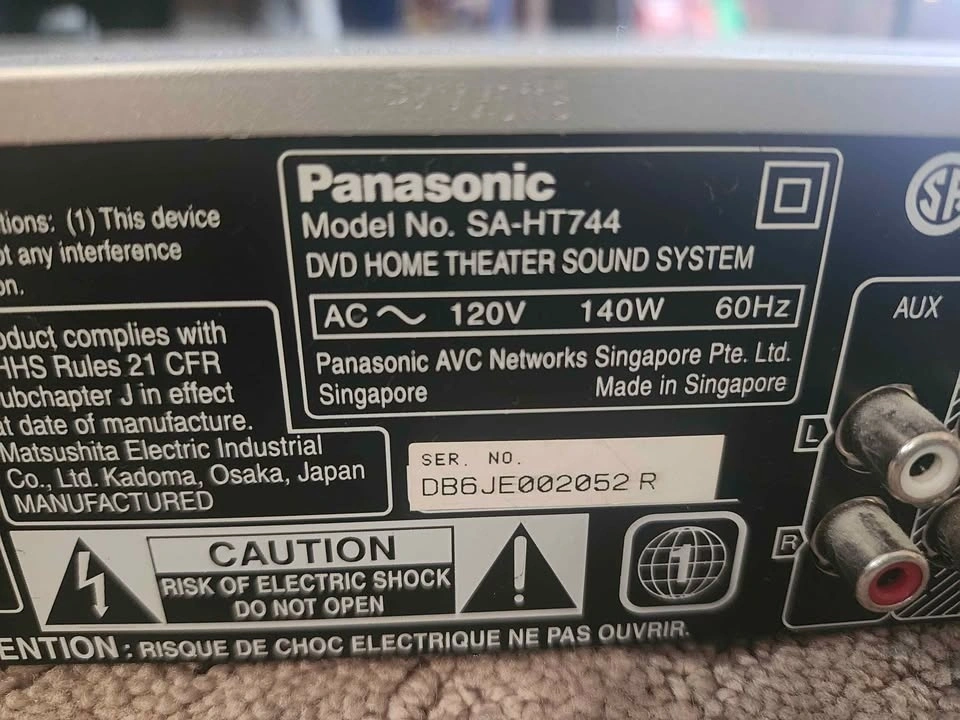 Panasonic
Model No. SA-HT744
DVD HOME THEATER SOUND SYSTEM
AC 120V 140W 60Hz
Panasonic AVC Networks Singapore Pte. Ltd.
Singapore Made in Singapore
tions: (1) This device
ot any interference
on.
oduct complies with
HHS Rules 21 CFR
ubchapter J in effect
at date of manufacture.
Matsushita Electric Industrial
Co., Ltd. Kadoma, Osaka, Japan
MANUFACTURED
SER. NO.
DB6JE002052 R
CAUTION
RISK OF ELECTRIC SHOCK
DO NOT OPEN
ENTION : RISQUE DE CHOC ELECTRIQUE NE PAS OUVRIR.
1
SA
AUX
L
R